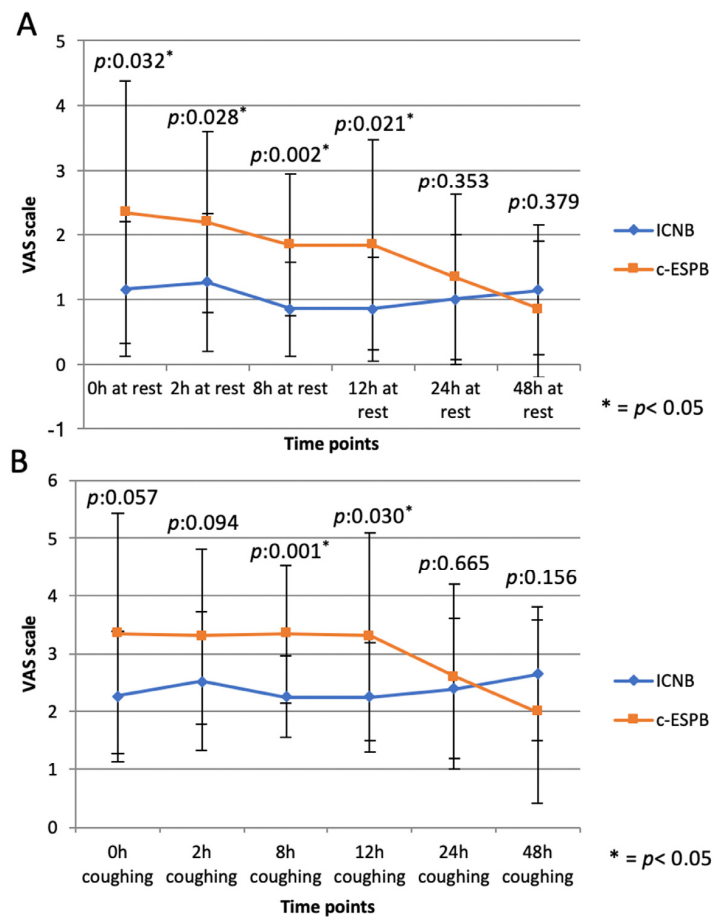 A
5
p:0.032*
4
p:0.028*
p:0.021*
p:0.002*
3
p:0.353
p:0.379
VAS scale
2
ICNB
c-ESPB
1
0
0h at rest 2h at rest 8h at rest 12h at rest 24h at rest 48h at rest
* = p< 0.05
-1
Time points
B
6
p:0.057
p:0.094
p:0.030*
5
p:0.001*
p:0.665
p:0.156
4
VAS scale
3
ICNB
2
c-ESPB
1
0
0h 2h 8h 12h 24h 48h
coughing coughing coughing coughing coughing coughing
* = p< 0.05
Time points